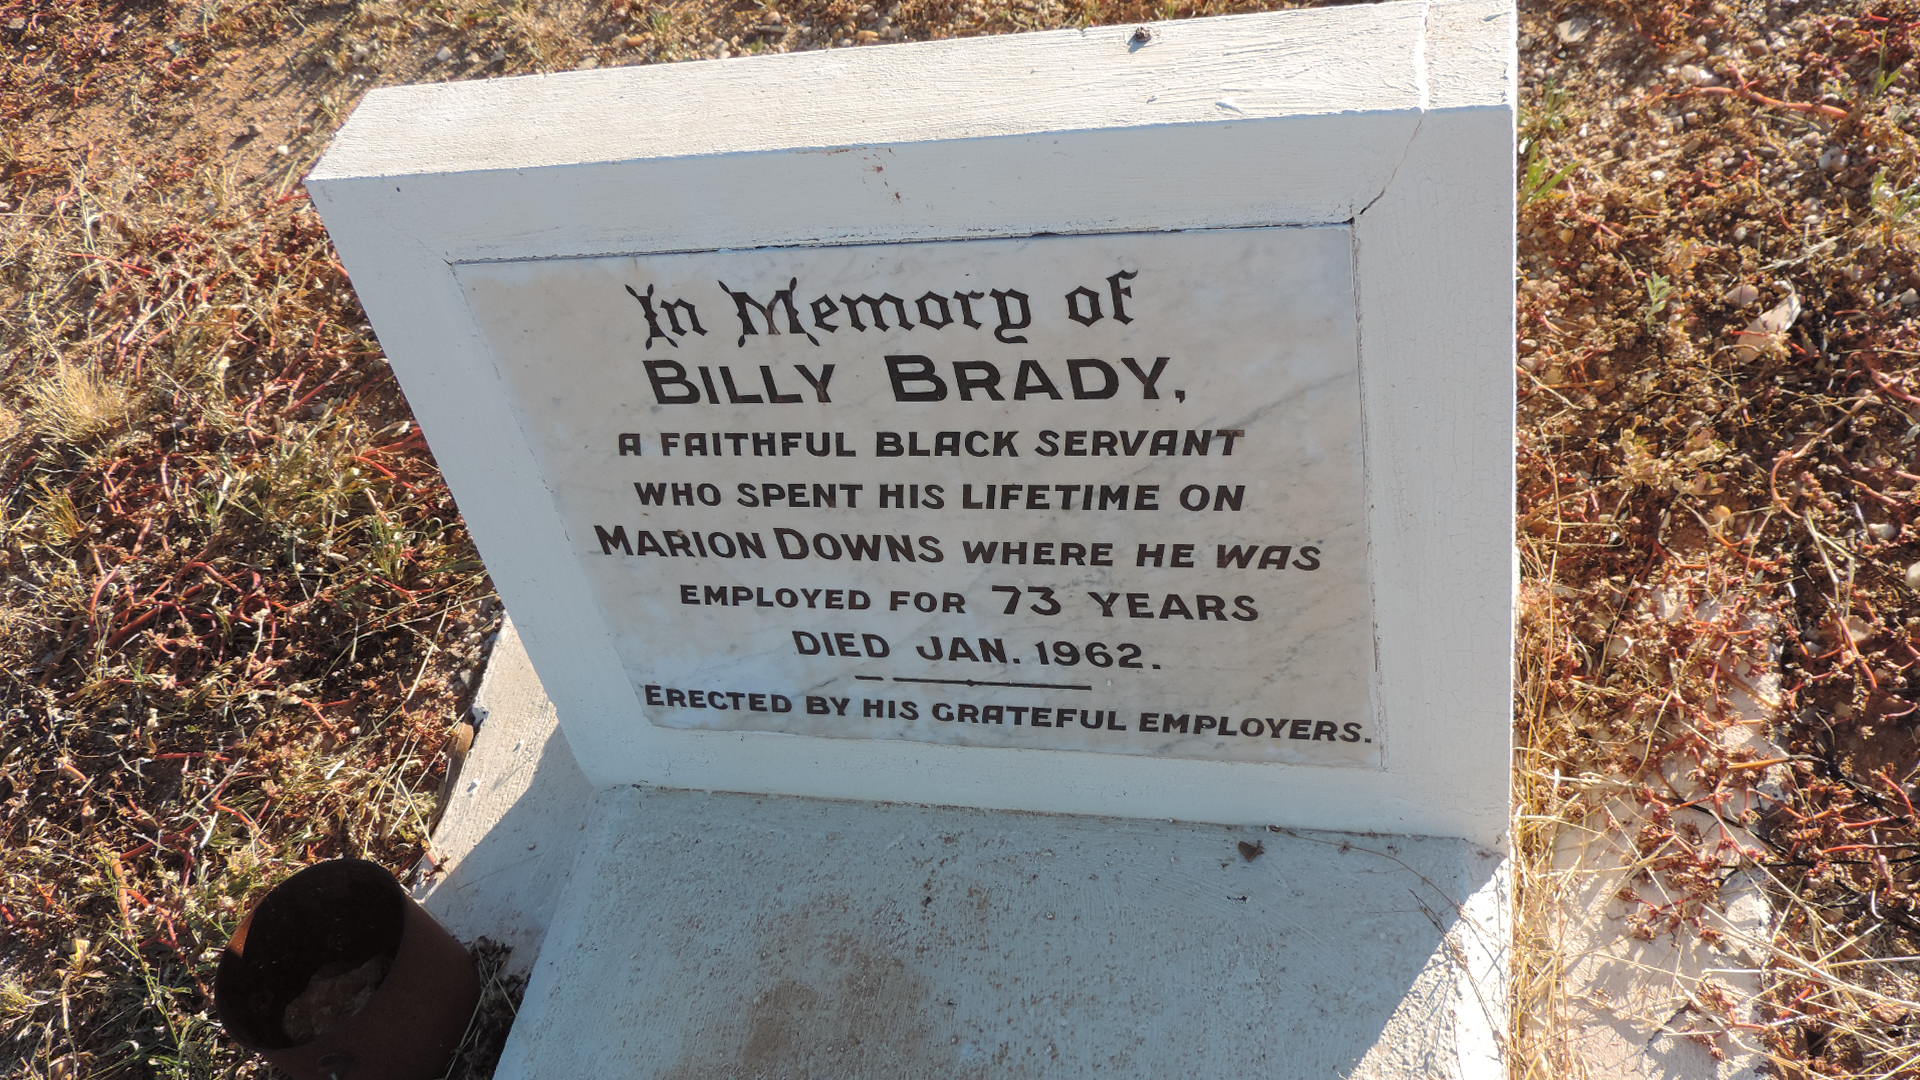 In Memory of
BILLY BRADY,
A FAITHFUL BLACK SERVANT
WHO SPENT HIS LIFETIME ON
MARION DOWNS WHERE HE WAS
EMPLOYED FOR 73 YEARS
DIED JAN. 1962.
ERECTED BY HIS GRATEFUL EMPLOYERS.